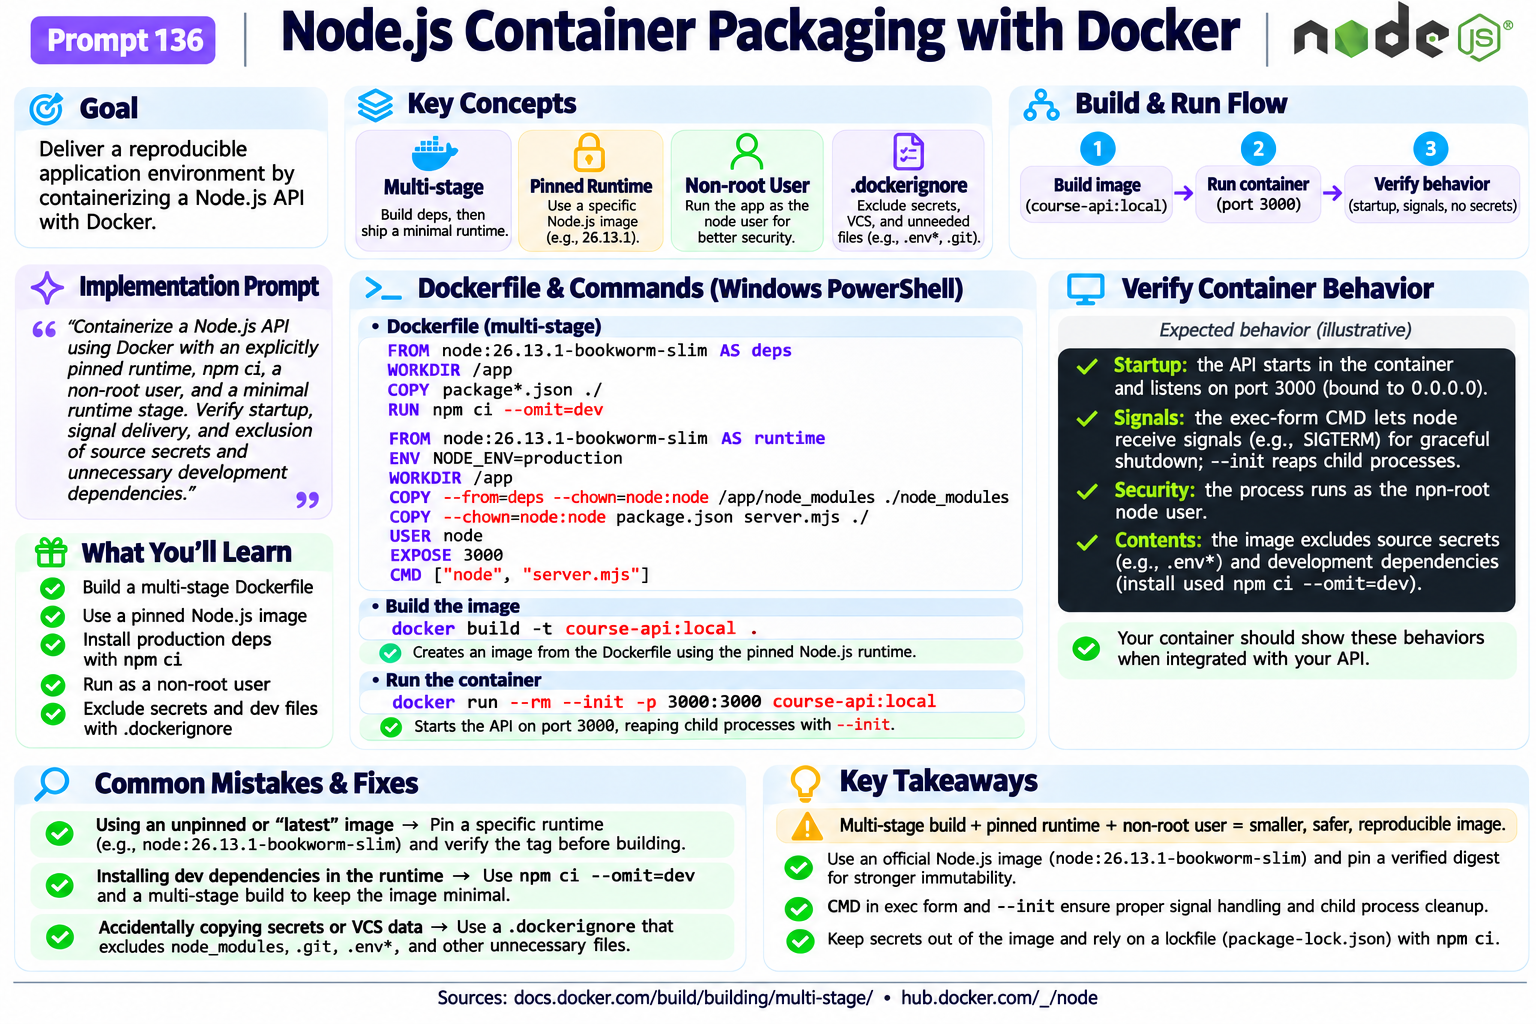 Prompt 136
Node.js Container Packaging with Docker
node
JS
®
Goal
Deliver a reproducible
application environment by
containerizing a Node.js API
with Docker.
Key Concepts
Multi-stage
Build deps, then
ship a minimal runtime.
Pinned Runtime
Use a specific
Node.js image
(e.g., 26.13.1).
Non-root User
Run the app as the
node user for
better security.
.dockerignore
Exclude secrets,
VCS, and unneeded
files (e.g., .env*, .git).
Build & Run Flow
1
Build image
(course-api:local)
2
Run container
(port 3000)
3
Verify behavior
(startup, signals, no secrets)
Implementation Prompt
“Containerize a Node.js API
using Docker with an explicitly
pinned runtime, npm ci, a
non-root user, and a minimal
runtime stage. Verify startup,
signal delivery, and exclusion
of source secrets and
unnecessary development
dependencies.”
What You’ll Learn
Build a multi-stage Dockerfile
Use a pinned Node.js image
Install production deps
with npm ci
Run as a non-root user
Exclude secrets and dev files
with .dockerignore
Dockerfile & Commands (Windows PowerShell)
• Dockerfile (multi-stage)
FROM node:26.13.1-bookworm-slim AS deps
WORKDIR /app
COPY package*.json ./
RUN npm ci --omit=dev
FROM node:26.13.1-bookworm-slim AS runtime
ENV NODE_ENV=production
WORKDIR /app
COPY --from=deps --chown=node:node /app/node_modules ./node_modules
COPY --chown=node:node package.json server.mjs ./
USER node
EXPOSE 3000
CMD ["node", "server.mjs"]
• Build the image
docker build -t course-api:local .
Creates an image from the Dockerfile using the pinned Node.js runtime.
• Run the container
docker run --rm --init -p 3000:3000 course-api:local
Starts the API on port 3000, reaping child processes with --init.
Verify Container Behavior
Expected behavior (illustrative)
Startup: the API starts in the container
and listens on port 3000 (bound to 0.0.0.0).
Signals: the exec-form CMD lets node
receive signals (e.g., SIGTERM) for graceful
shutdown; --init reaps child processes.
Security: the process runs as the non-root
node user.
Contents: the image excludes source secrets
(e.g., .env*) and development dependencies
(install used npm ci --omit=dev).
Your container should show these behaviors
when integrated with your API.
Common Mistakes & Fixes
Using an unpinned or “latest” image → Pin a specific runtime
(e.g., node:26.13.1-bookworm-slim) and verify the tag before building.
Installing dev dependencies in the runtime → Use npm ci --omit=dev
and a multi-stage build to keep the image minimal.
Accidentally copying secrets or VCS data → Use a .dockerignore that
excludes node_modules, .git, .env*, and other unnecessary files.
Key Takeaways
Multi-stage build + pinned runtime + non-root user = smaller, safer, reproducible image.
Use an official Node.js image (node:26.13.1-bookworm-slim) and pin a verified digest
for stronger immutability.
CMD in exec form and --init ensure proper signal handling and child process cleanup.
Keep secrets out of the image and rely on a lockfile (package-lock.json) with npm ci.
Sources: docs.docker.com/build/building/multi-stage/ • hub.docker.com/_/node